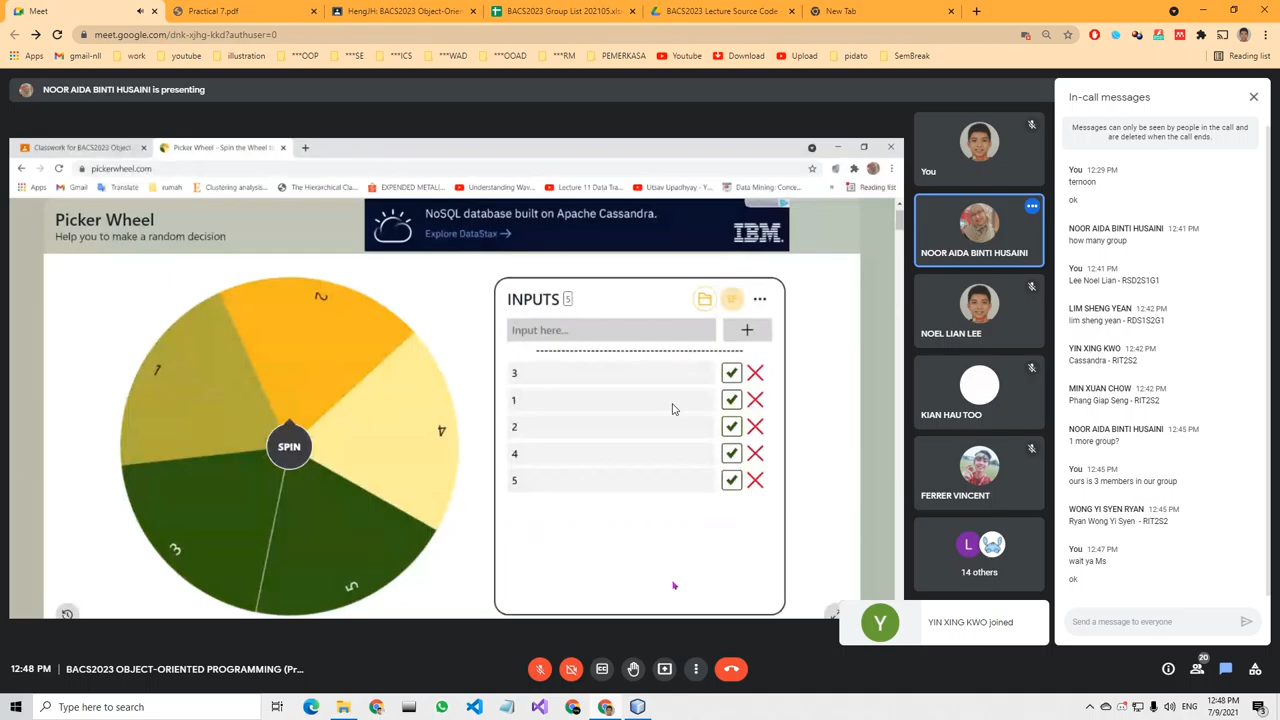 Meet
Practical 7.pdf
HengJH: BACS2023 Object-Orien
BACS2023 Group List 202105.xlsx
BACS2023 Lecture Source Code
New Tab
meet.google.com/dnk-xjhg-kkd?authuser=0
Apps
gmail-nll
work
youtube
illustration
***OOP
***SE
***ICS
***WAD
***OOAD
***RM
PEMERKASA
Youtube
Download
Upload
pidato
SemBreak
Reading list
NOOR AIDA BINTI HUSAINI is presenting
Classwork for BACS2023 Object
Picker Wheel - Spin the Wheel to
pickerwheel.com
Apps
Gmail
Translate
rumah
Clustering analysis...
The Hierarchical Cla...
EXPENDED METAL/...
Understanding Wav...
Lecture 11 Data Tra...
Utsav Upadhyay - Y...
Data Mining: Conce...
Reading list
Picker Wheel
Help you to make a random decision
NoSQL database built on Apache Cassandra.
Explore DataStax
IBM
1
2
4
5
3
SPIN
INPUTS 5
Input here...
3
1
2
4
5
You
NOOR AIDA BINTI HUSAINI
NOEL LIAN LEE
KIAN HAU TOO
FERRER VINCENT
L
14 others
Y
YIN XING KWO joined
In-call messages
Messages can only be seen by people in the call and
are deleted when the call ends.
You 12:29 PM
ternoon
ok
NOOR AIDA BINTI HUSAINI 12:41 PM
how many group
You 12:41 PM
Lee Noel Lian - RSD2S1G1
LIM SHENG YEAN 12:42 PM
lim sheng yean - RDS1S2G1
YIN XING KWO 12:42 PM
Cassandra - RIT2S2
MIN XUAN CHOW 12:42 PM
Phang Giap Seng - RIT2S2
NOOR AIDA BINTI HUSAINI 12:45 PM
1 more group?
You 12:45 PM
ours is 3 members in our group
WONG YI SYEN RYAN 12:45 PM
Ryan Wong Yi Syen - RIT2S2
You 12:47 PM
wait ya Ms
ok
Send a message to everyone
12:48 PM
BACS2023 OBJECT-ORIENTED PROGRAMMING (Pr...
20
Type here to search
ENG
12:48 PM
7/9/2021
3